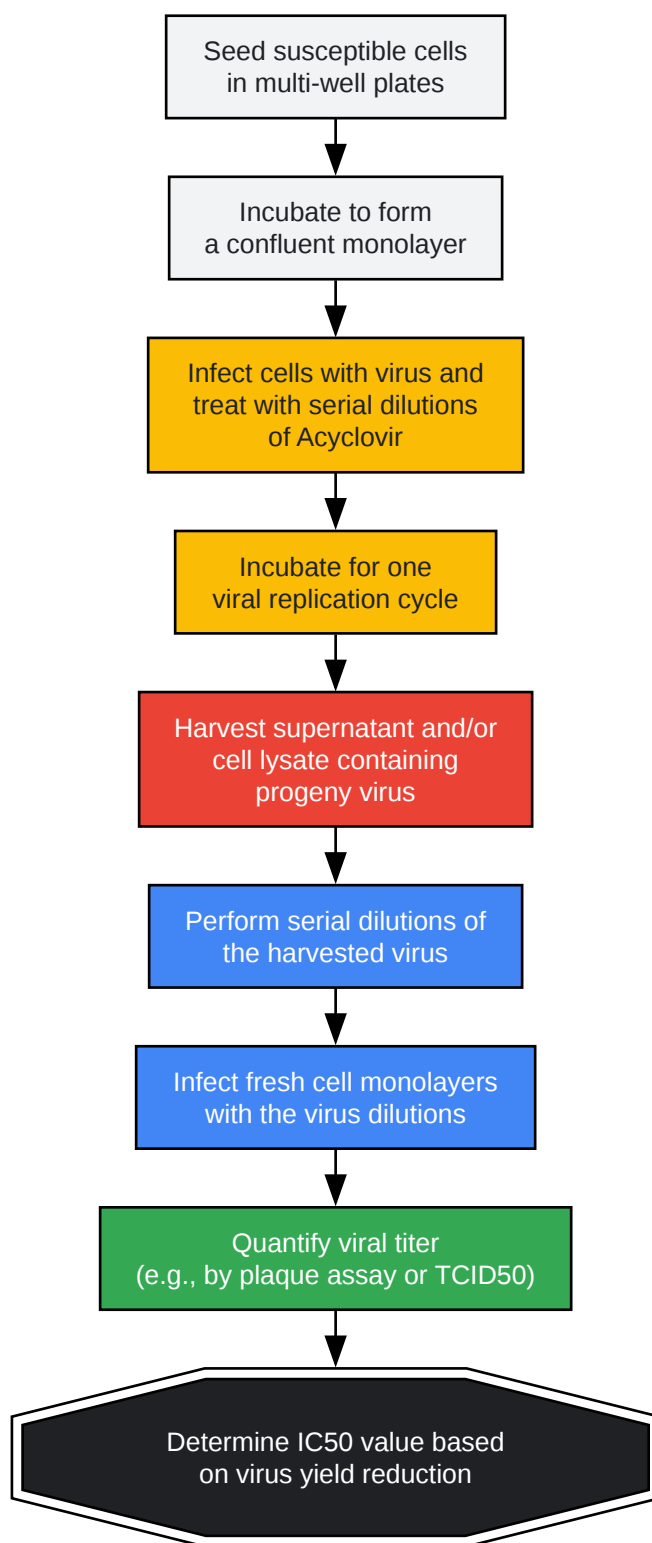 Seed susceptible cells
in multi-well plates
Incubate to form
a confluent monolayer
Infect cells with virus and
treat with serial dilutions
of Acyclovir
Incubate for one
viral replication cycle
Harvest supernatant and/or
cell lysate containing
progeny virus
Perform serial dilutions of
the harvested virus
Infect fresh cell monolayers
with the virus dilutions
Quantify viral titer
(e.g., by plaque assay or TCID50)
Determine IC50 value based
on virus yield reduction